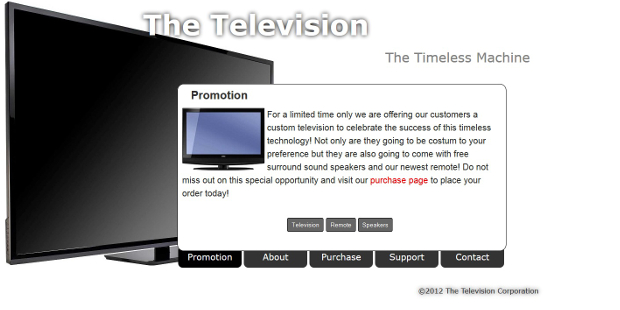 The Television
The Timeless Machine
Promotion
For a limited time only we are offering our customers a
custom television to celebrate the success of this timeless
technology! Not only are they going to be costum to your
preference but they are also going to come with free
surround sound speakers and our newest remote! Do not
miss out on this special opportunity and visit our purchase page to place your
order today!
Television Remote Speakers
Promotion About Purchase Support Contact
©2012 The Television Corporation